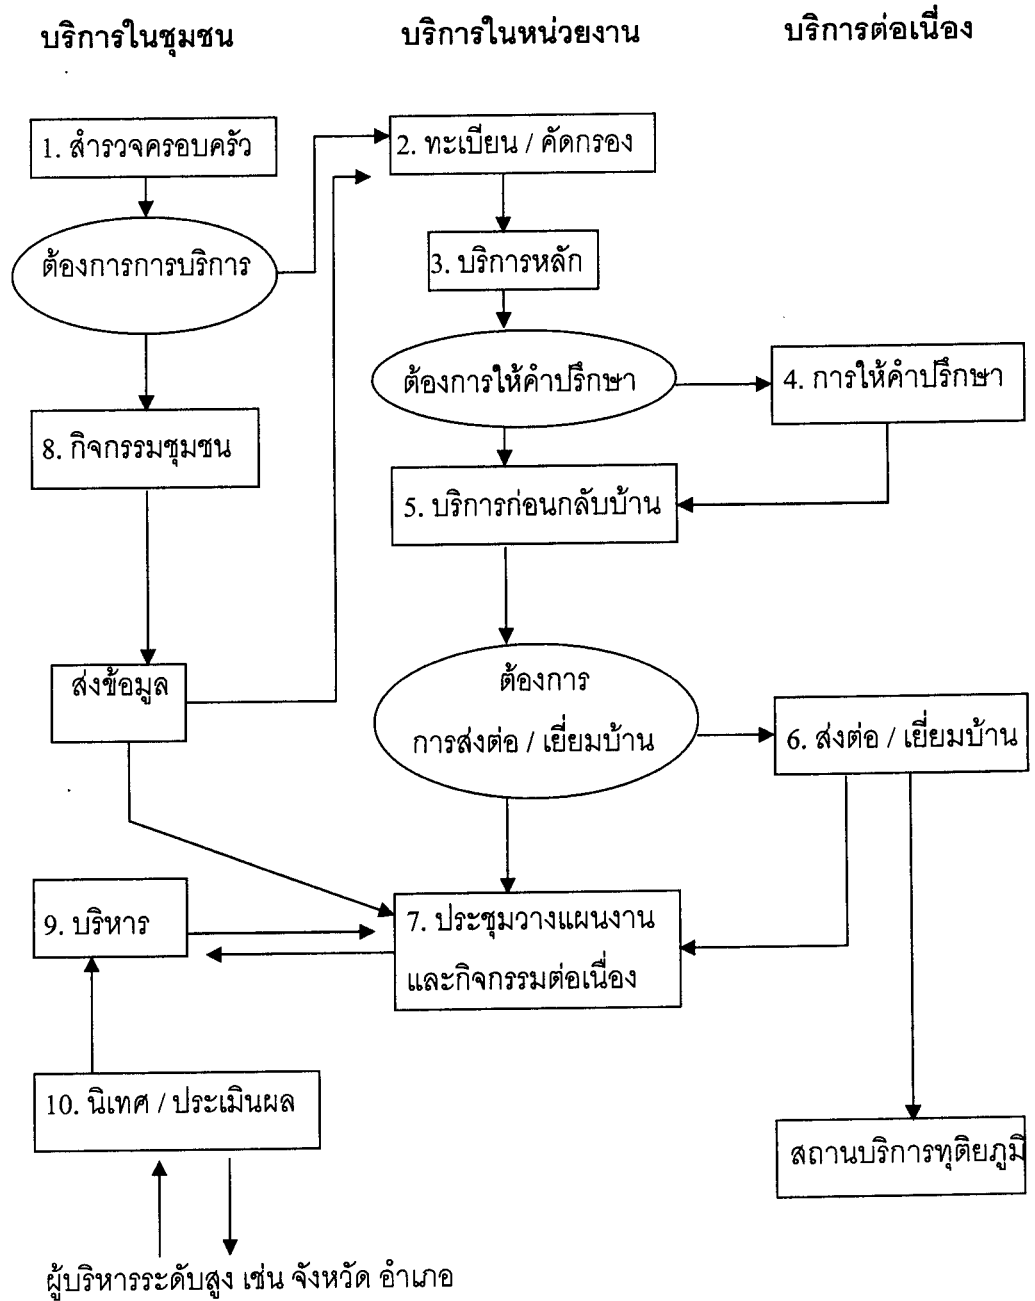 บริการในชุมชน
บริการในหน่วยงาน
บริการต่อเนื่อง
1. สำรวจครอบครัว
2. ทะเบียน / คัดกรอง
ต้องการการบริการ
3. บริการหลัก
ต้องการให้คำปรึกษา
4. การให้คำปรึกษา
8. กิจกรรมชุมชน
5. บริการก่อนกลับบ้าน
ส่งข้อมูล
ต้องการ
การส่งต่อ / เยี่ยมบ้าน
6. ส่งต่อ / เยี่ยมบ้าน
9. บริหาร
7. ประชุมวางแผนงาน
และกิจกรรมต่อเนื่อง
10. นิเทศ / ประเมินผล
สถานบริการทุติยภูมิ
ผู้บริหารระดับสูง เช่น จังหวัด อำเภอ